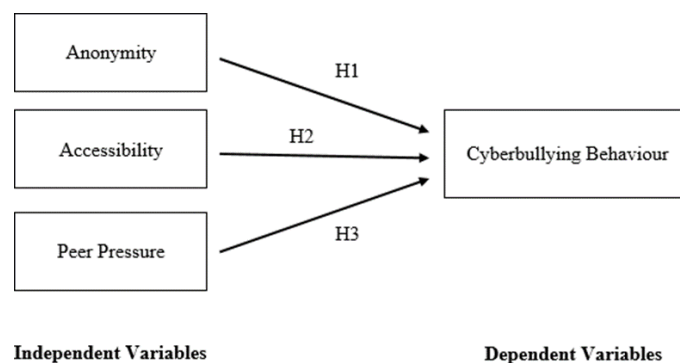 Anonymity
H1
Accessibility
H2
Cyberbullying Behaviour
Peer Pressure
H3
Independent Variables
Dependent Variables